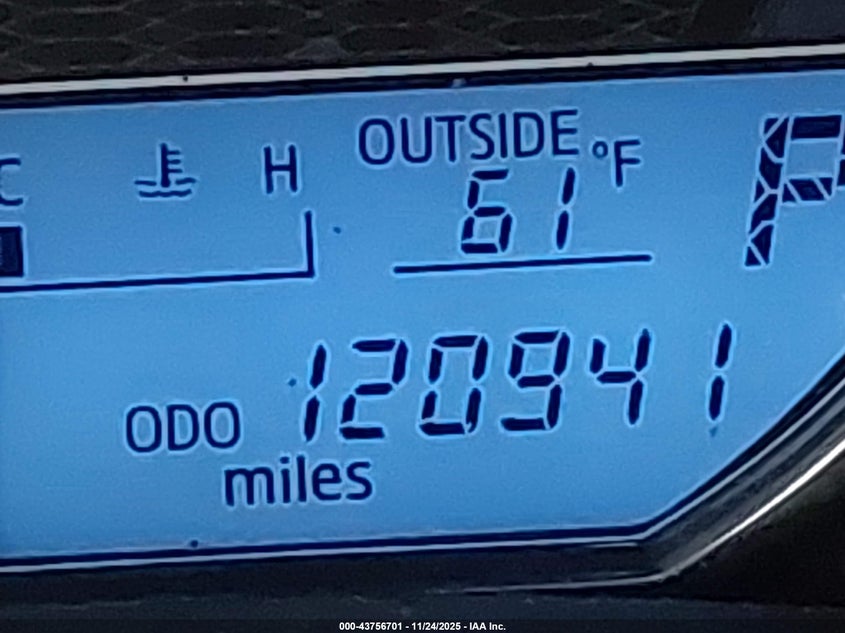 OUTSIDE
C H 61 °F P
ODO 120941
miles
000-43756701 - 11/24/2025 - IAA Inc.